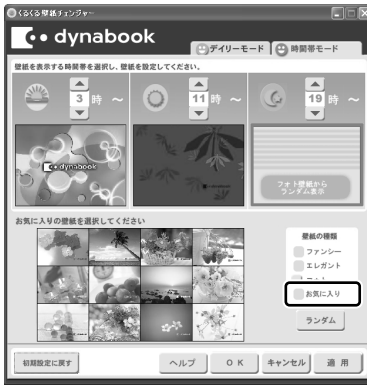 くるくる壁紙チェンジャー
dynabook
デイリーモード 時間帯モード
壁紙を表示する時間帯を選択し、壁紙を設定してください。
3 時 ～ 11 時 ～ 19 時 ～
dynabook
フォト壁紙から
ランダム表示
お気に入りの壁紙を選択してください
壁紙の種類
ファンシー
エレガント
お気に入り
ランダム
初期設定に戻す ヘルプ OK キャンセル 適用